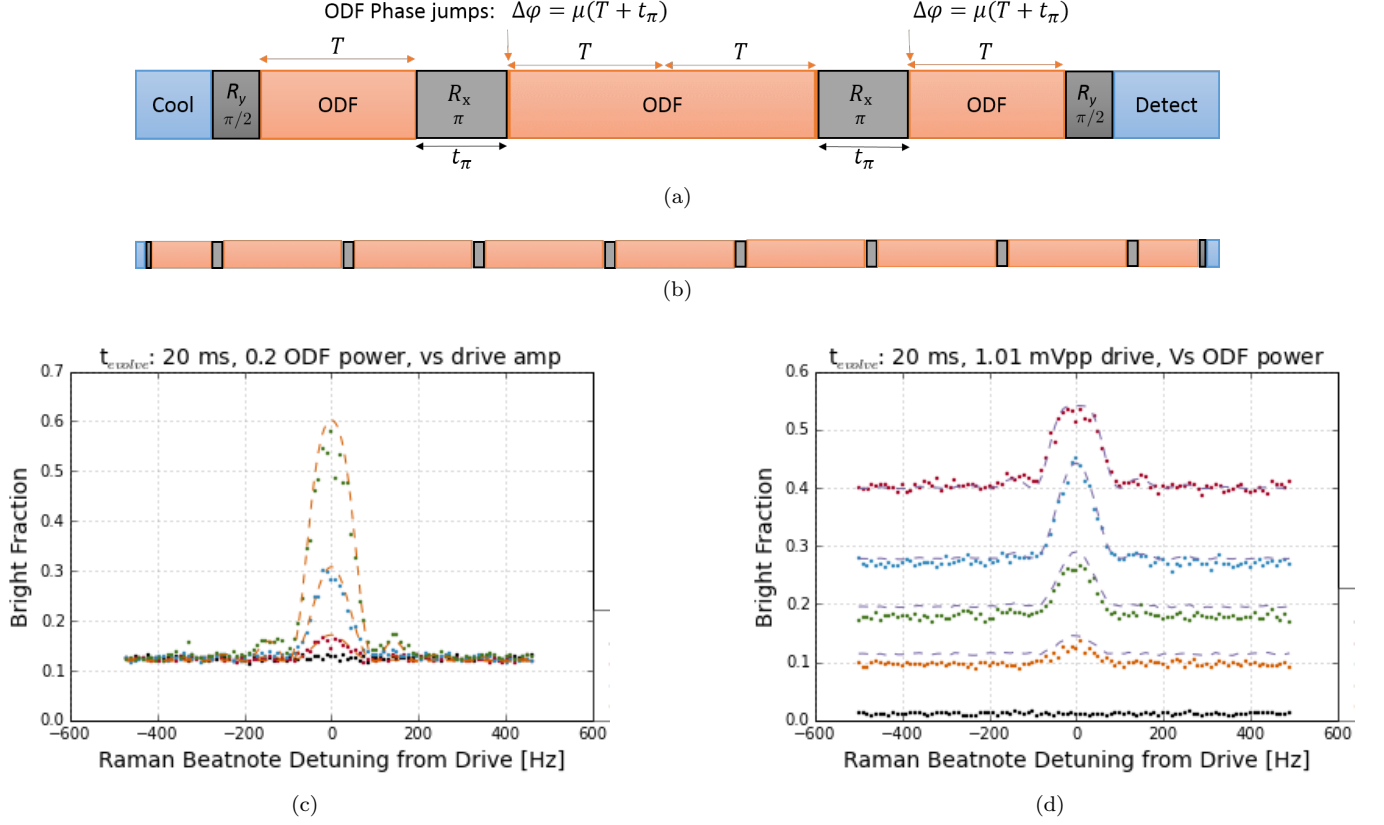 ODF Phase jumps: Δφ = μ(T + t_π) Δφ = μ(T + t_π)
T T T T
Cool R_y π/2 ODF R_x π ODF R_x π ODF R_y π/2 Detect
t_π t_π
(a)
(b)
t_evolve: 20 ms, 0.2 ODF power, vs drive amp
0.7
0.6
0.5
0.4
0.3
0.2
0.1
0.0
Bright Fraction
−600 −400 −200 0 200 400 600
Raman Beatnote Detuning from Drive [Hz]
(c)
t_evolve: 20 ms, 1.01 mVpp drive, Vs ODF power
0.6
0.5
0.4
0.3
0.2
0.1
0.0
Bright Fraction
−600 −400 −200 0 200 400 600
Raman Beatnote Detuning from Drive [Hz]
(d)